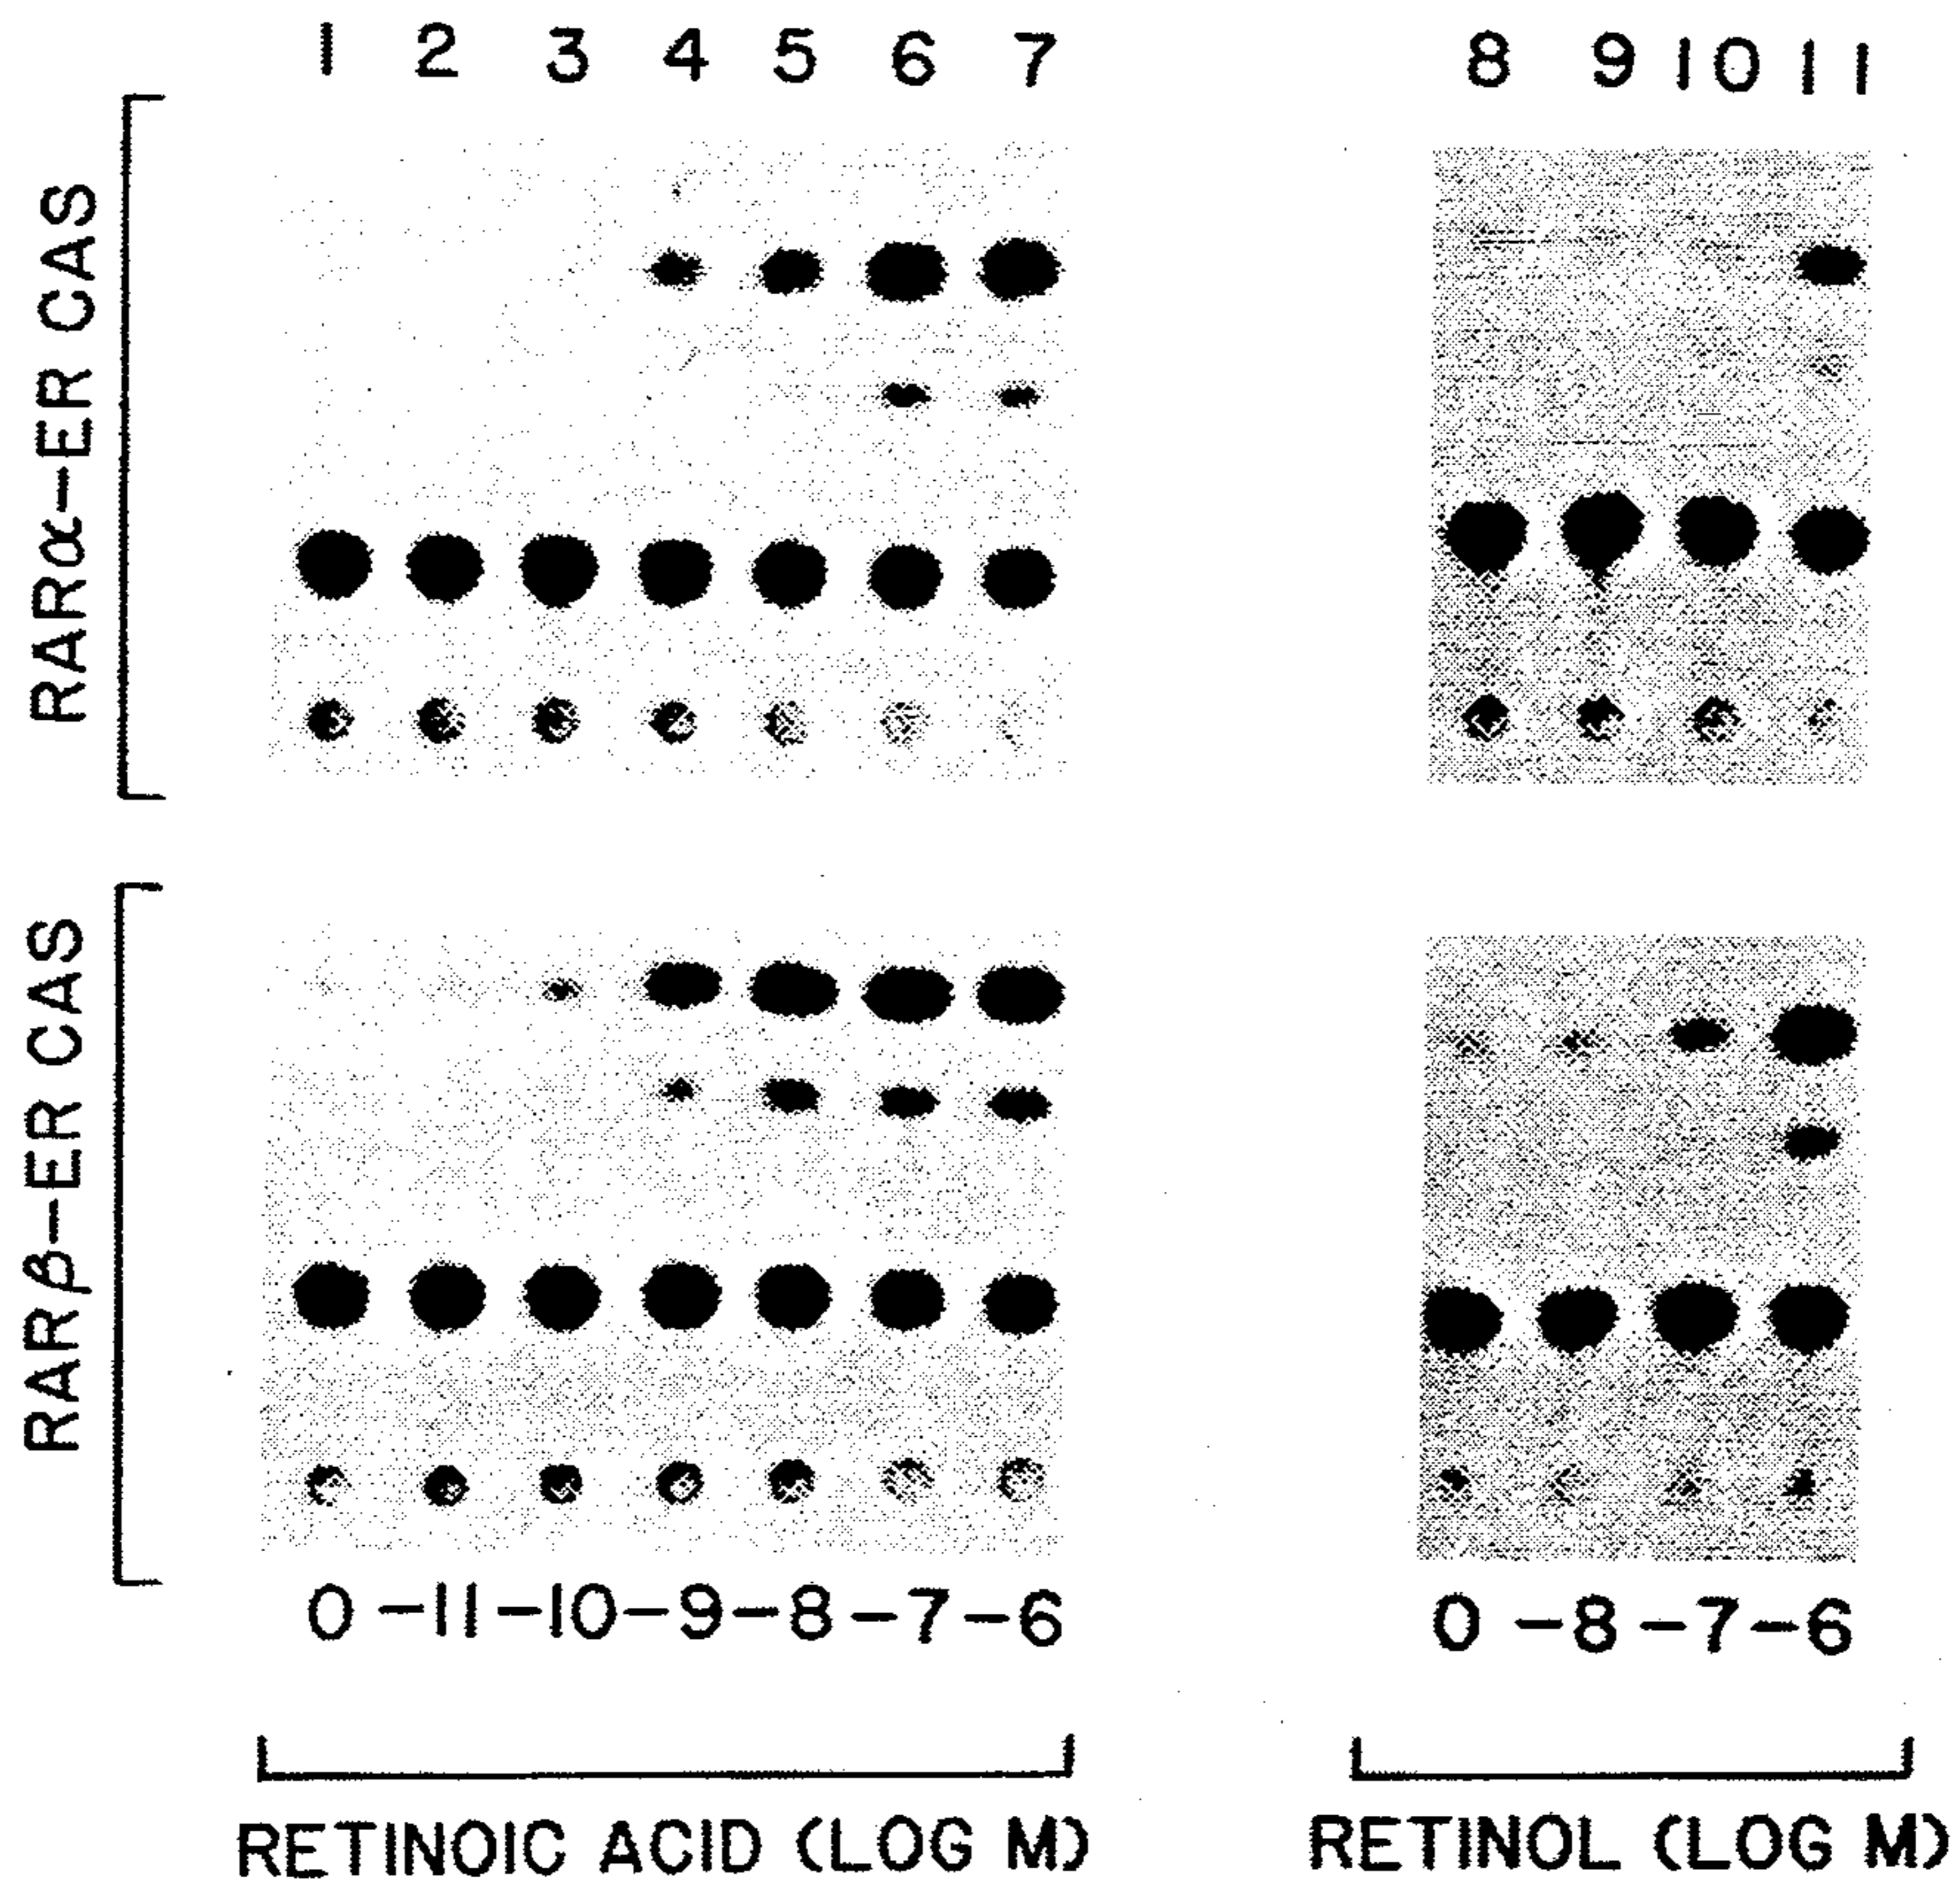 1 2 3 4 5 6 7 8 9 10 11
RARα-ER CAS
RARβ-ER CAS
0 -11 -10 -9 -8 -7 -6 0 -8 -7 -6
RETINOIC ACID (LOG M) RETINOL (LOG M)